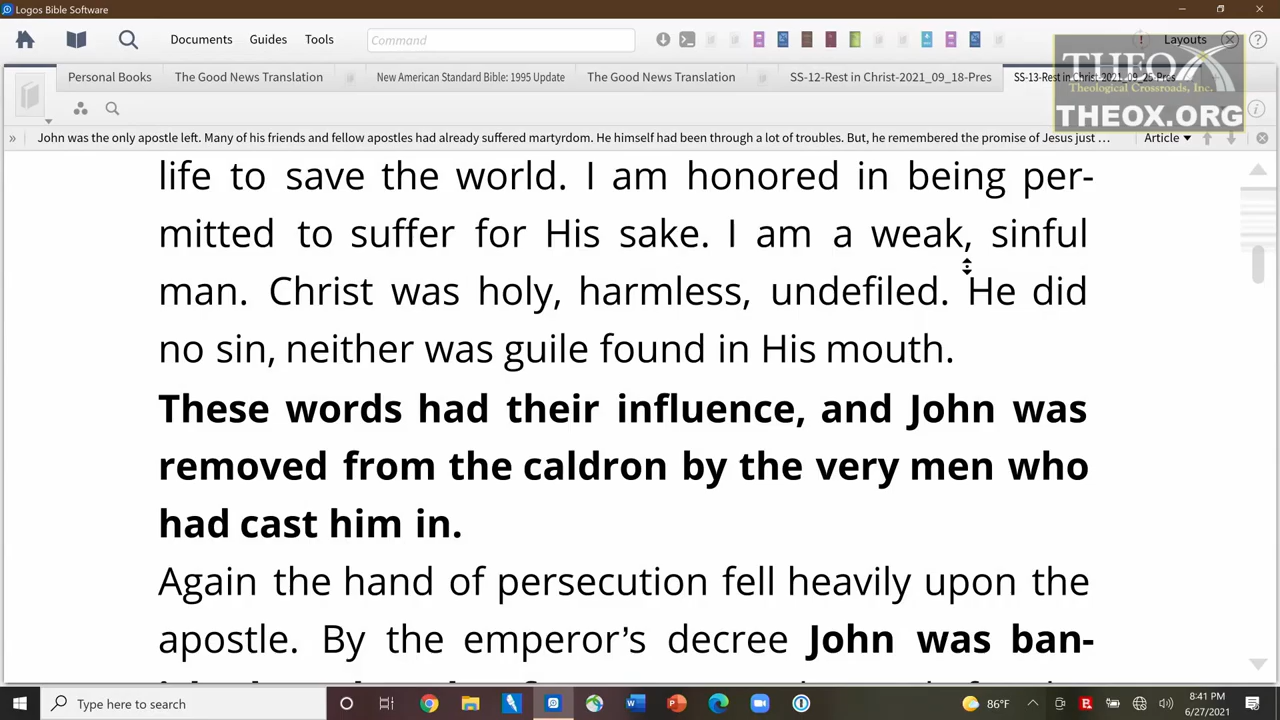 Logos Bible Software
Documents Guides Tools Command Layouts
Personal Books The Good News Translation New American Standard Bible: 1995 Update The Good News Translation SS-12-Rest in Christ-2021_09_18-Pres SS-13-Rest in Christ-2021_09_25-Pres
THEOX
Theological Crossroads, Inc.
THEOX.ORG
» John was the only apostle left. Many of his friends and fellow apostles had already suffered martyrdom. He himself had been through a lot of troubles. But, he remembered the promise of Jesus just … Article
life to save the world. I am honored in being per-
mitted to suffer for His sake. I am a weak, sinful
man. Christ was holy, harmless, undefiled. He did
no sin, neither was guile found in His mouth.
These words had their influence, and John was
removed from the caldron by the very men who
had cast him in.
Again the hand of persecution fell heavily upon the
apostle. By the emperor's decree John was ban-
Type here to search
86°F
8:41 PM
6/27/2021